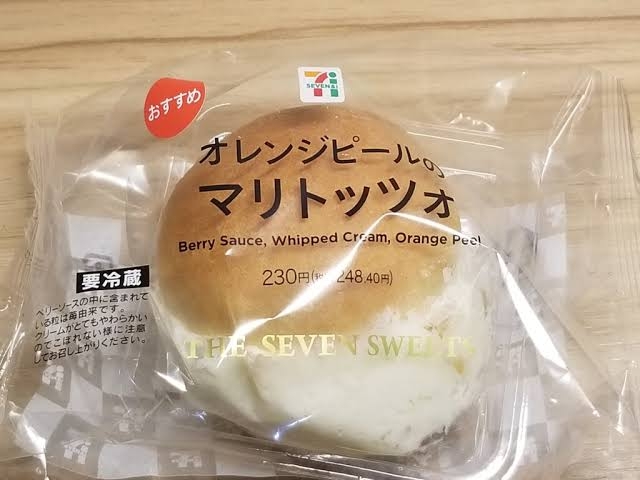 おすすめ
SEVEN&i
オレンジピールの
マリトッツォ
Berry Sauce, Whipped Cream, Orange Peel
230円(税込248.40円)
要冷蔵
ベリーソースの中に含まれて
いる粒は苺由来です。
クリームがとてもやわらかい
のでこぼれない様に注意
してお召し上がりください。
THE SEVEN SWEETS